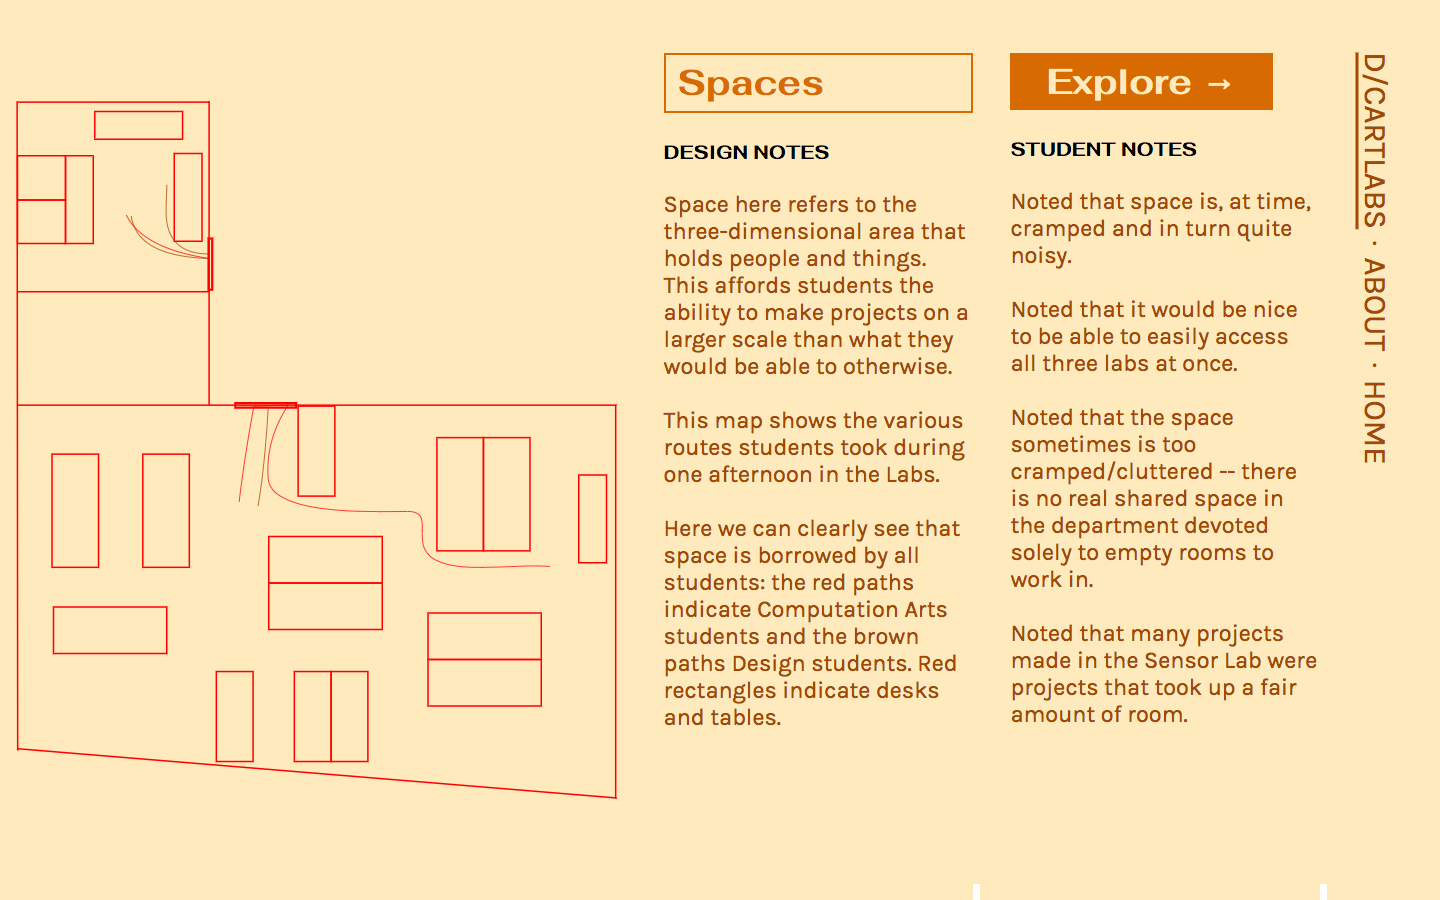 Spaces
DESIGN NOTES
Space here refers to the
three-dimensional area that
holds people and things.
This affords students the
ability to make projects on a
larger scale than what they
would be able to otherwise.
This map shows the various
routes students took during
one afternoon in the Labs.
Here we can clearly see that
space is borrowed by all
students: the red paths
indicate Computation Arts
students and the brown
paths Design students. Red
rectangles indicate desks
and tables.
Explore →
STUDENT NOTES
Noted that space is, at time,
cramped and in turn quite
noisy.
Noted that it would be nice
to be able to easily access
all three labs at once.
Noted that the space
sometimes is too
cramped/cluttered -- there
is no real shared space in
the department devoted
solely to empty rooms to
work in.
Noted that many projects
made in the Sensor Lab were
projects that took up a fair
amount of room.
D/CARTLABS · ABOUT · HOME